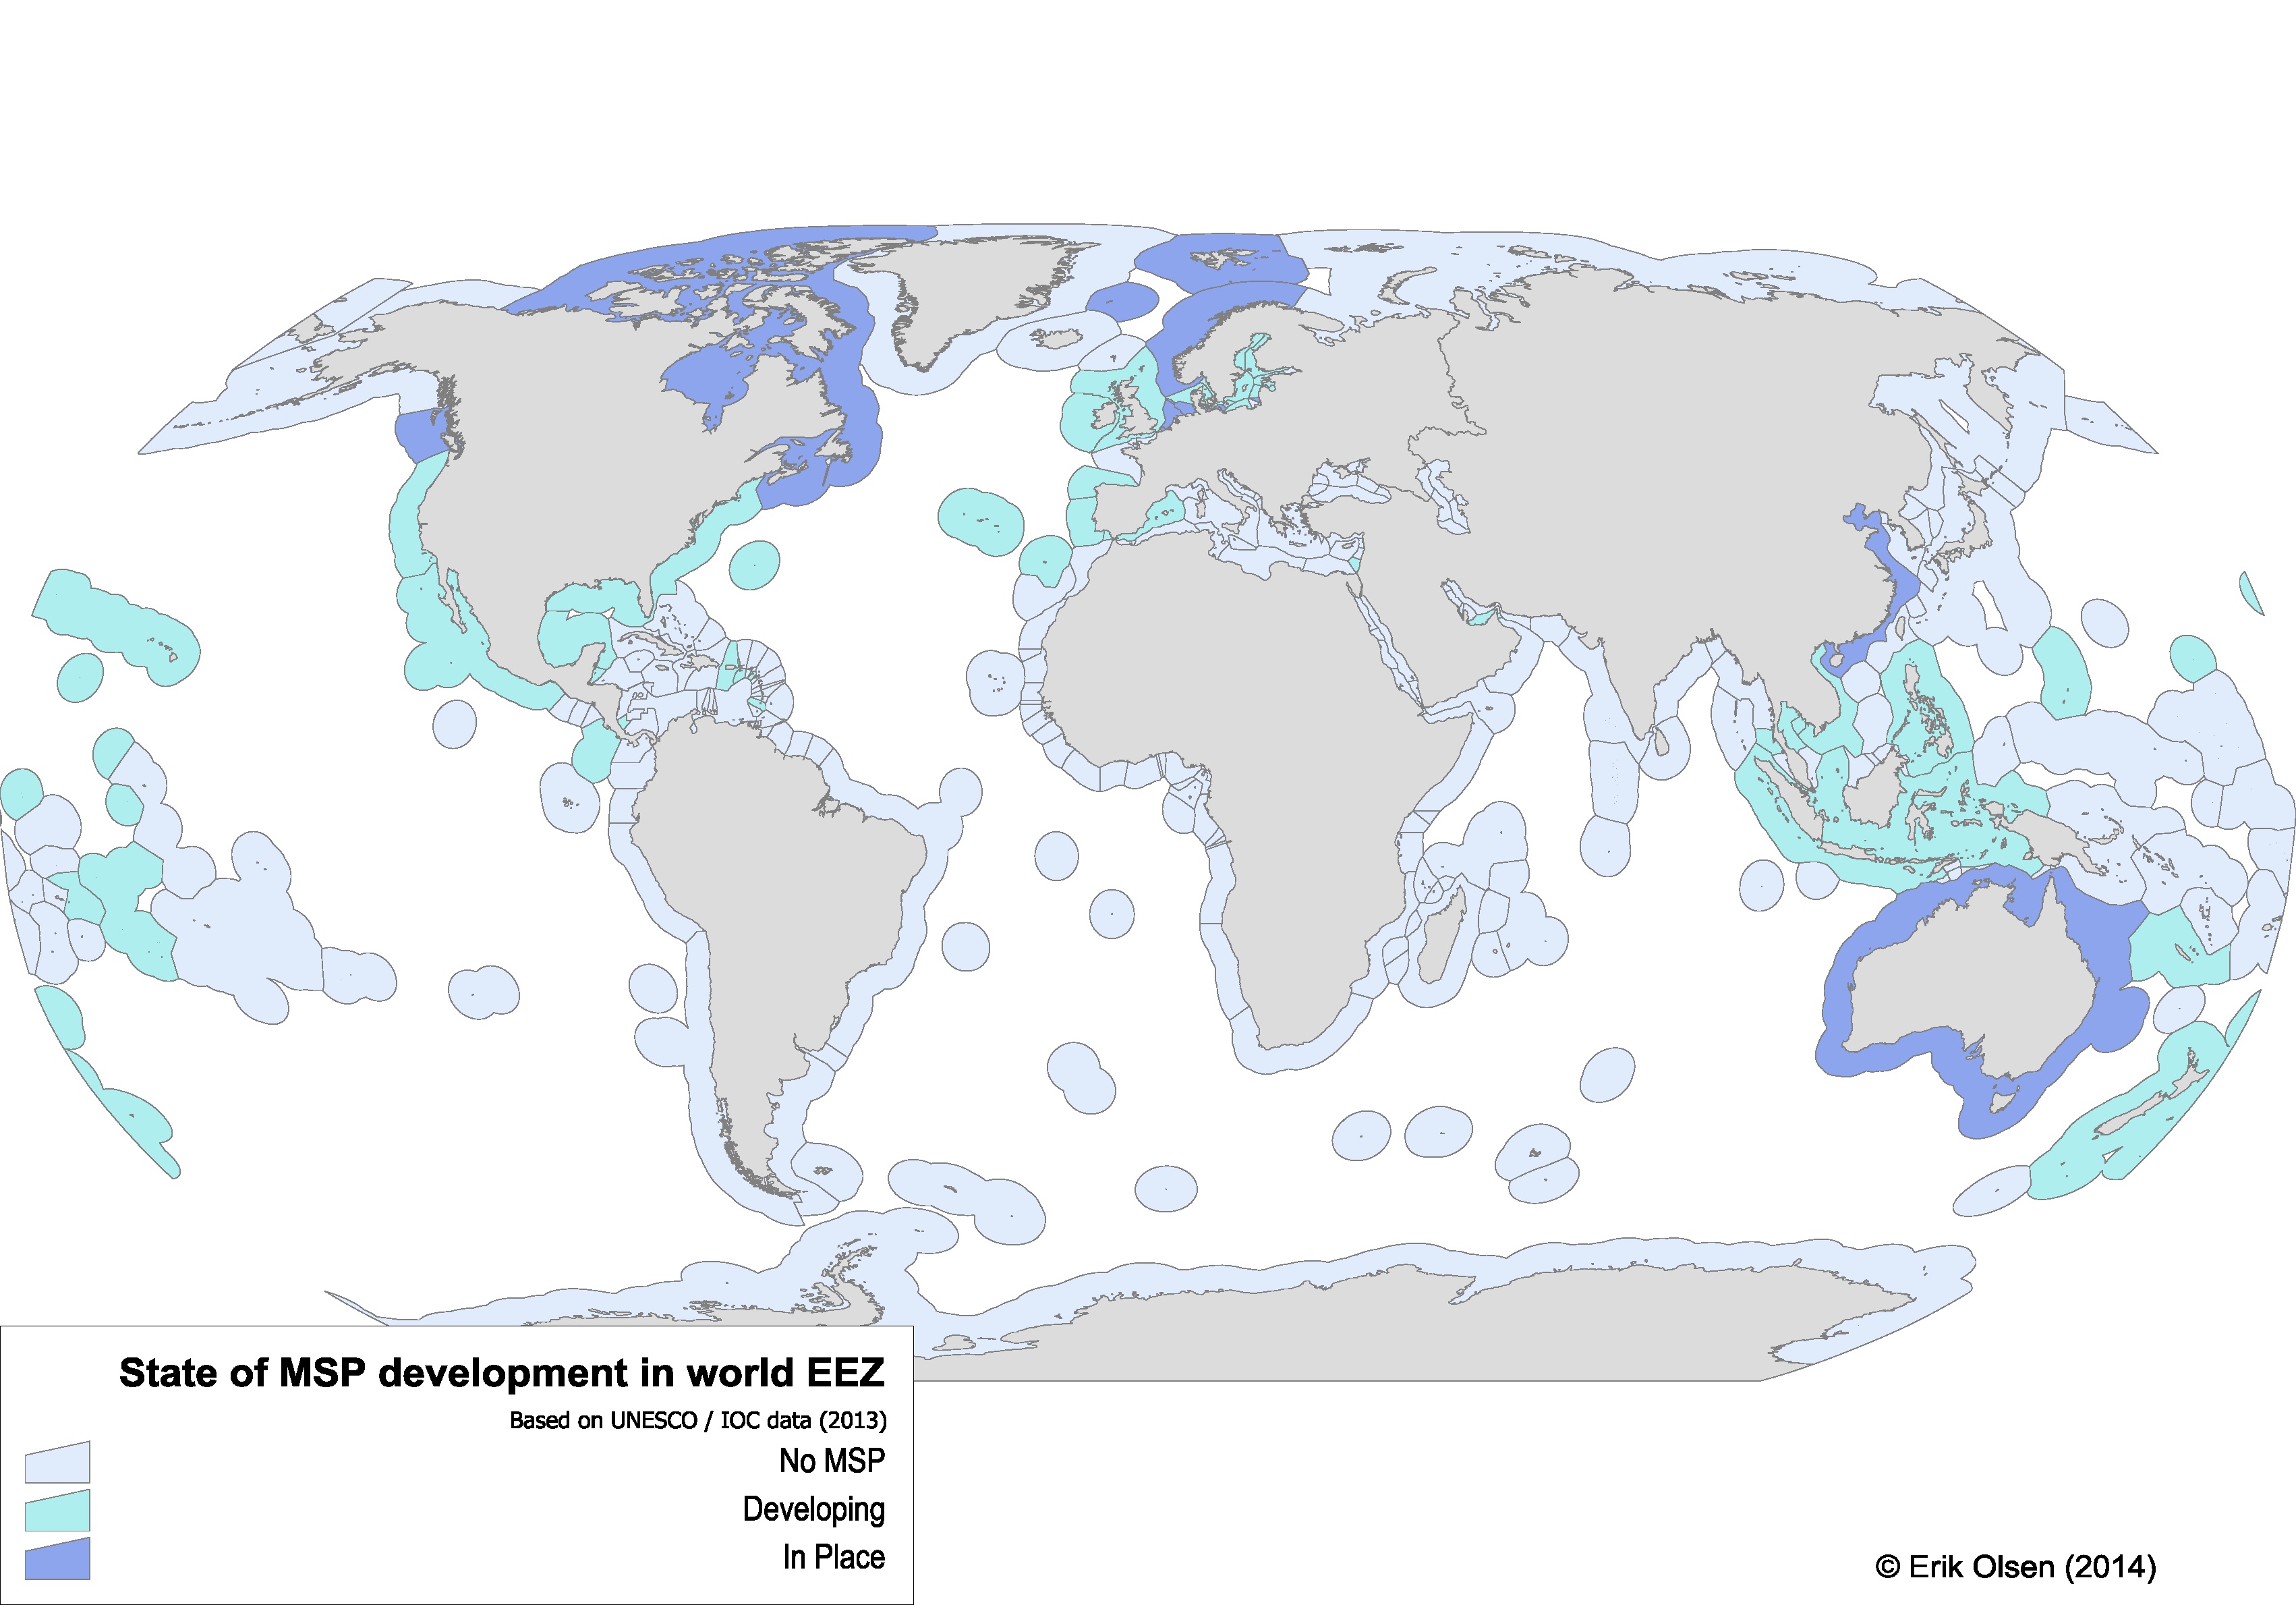 State of MSP development in world EEZ
Based on UNESCO / IOC data (2013)
No MSP
Developing
In Place
© Erik Olsen (2014)